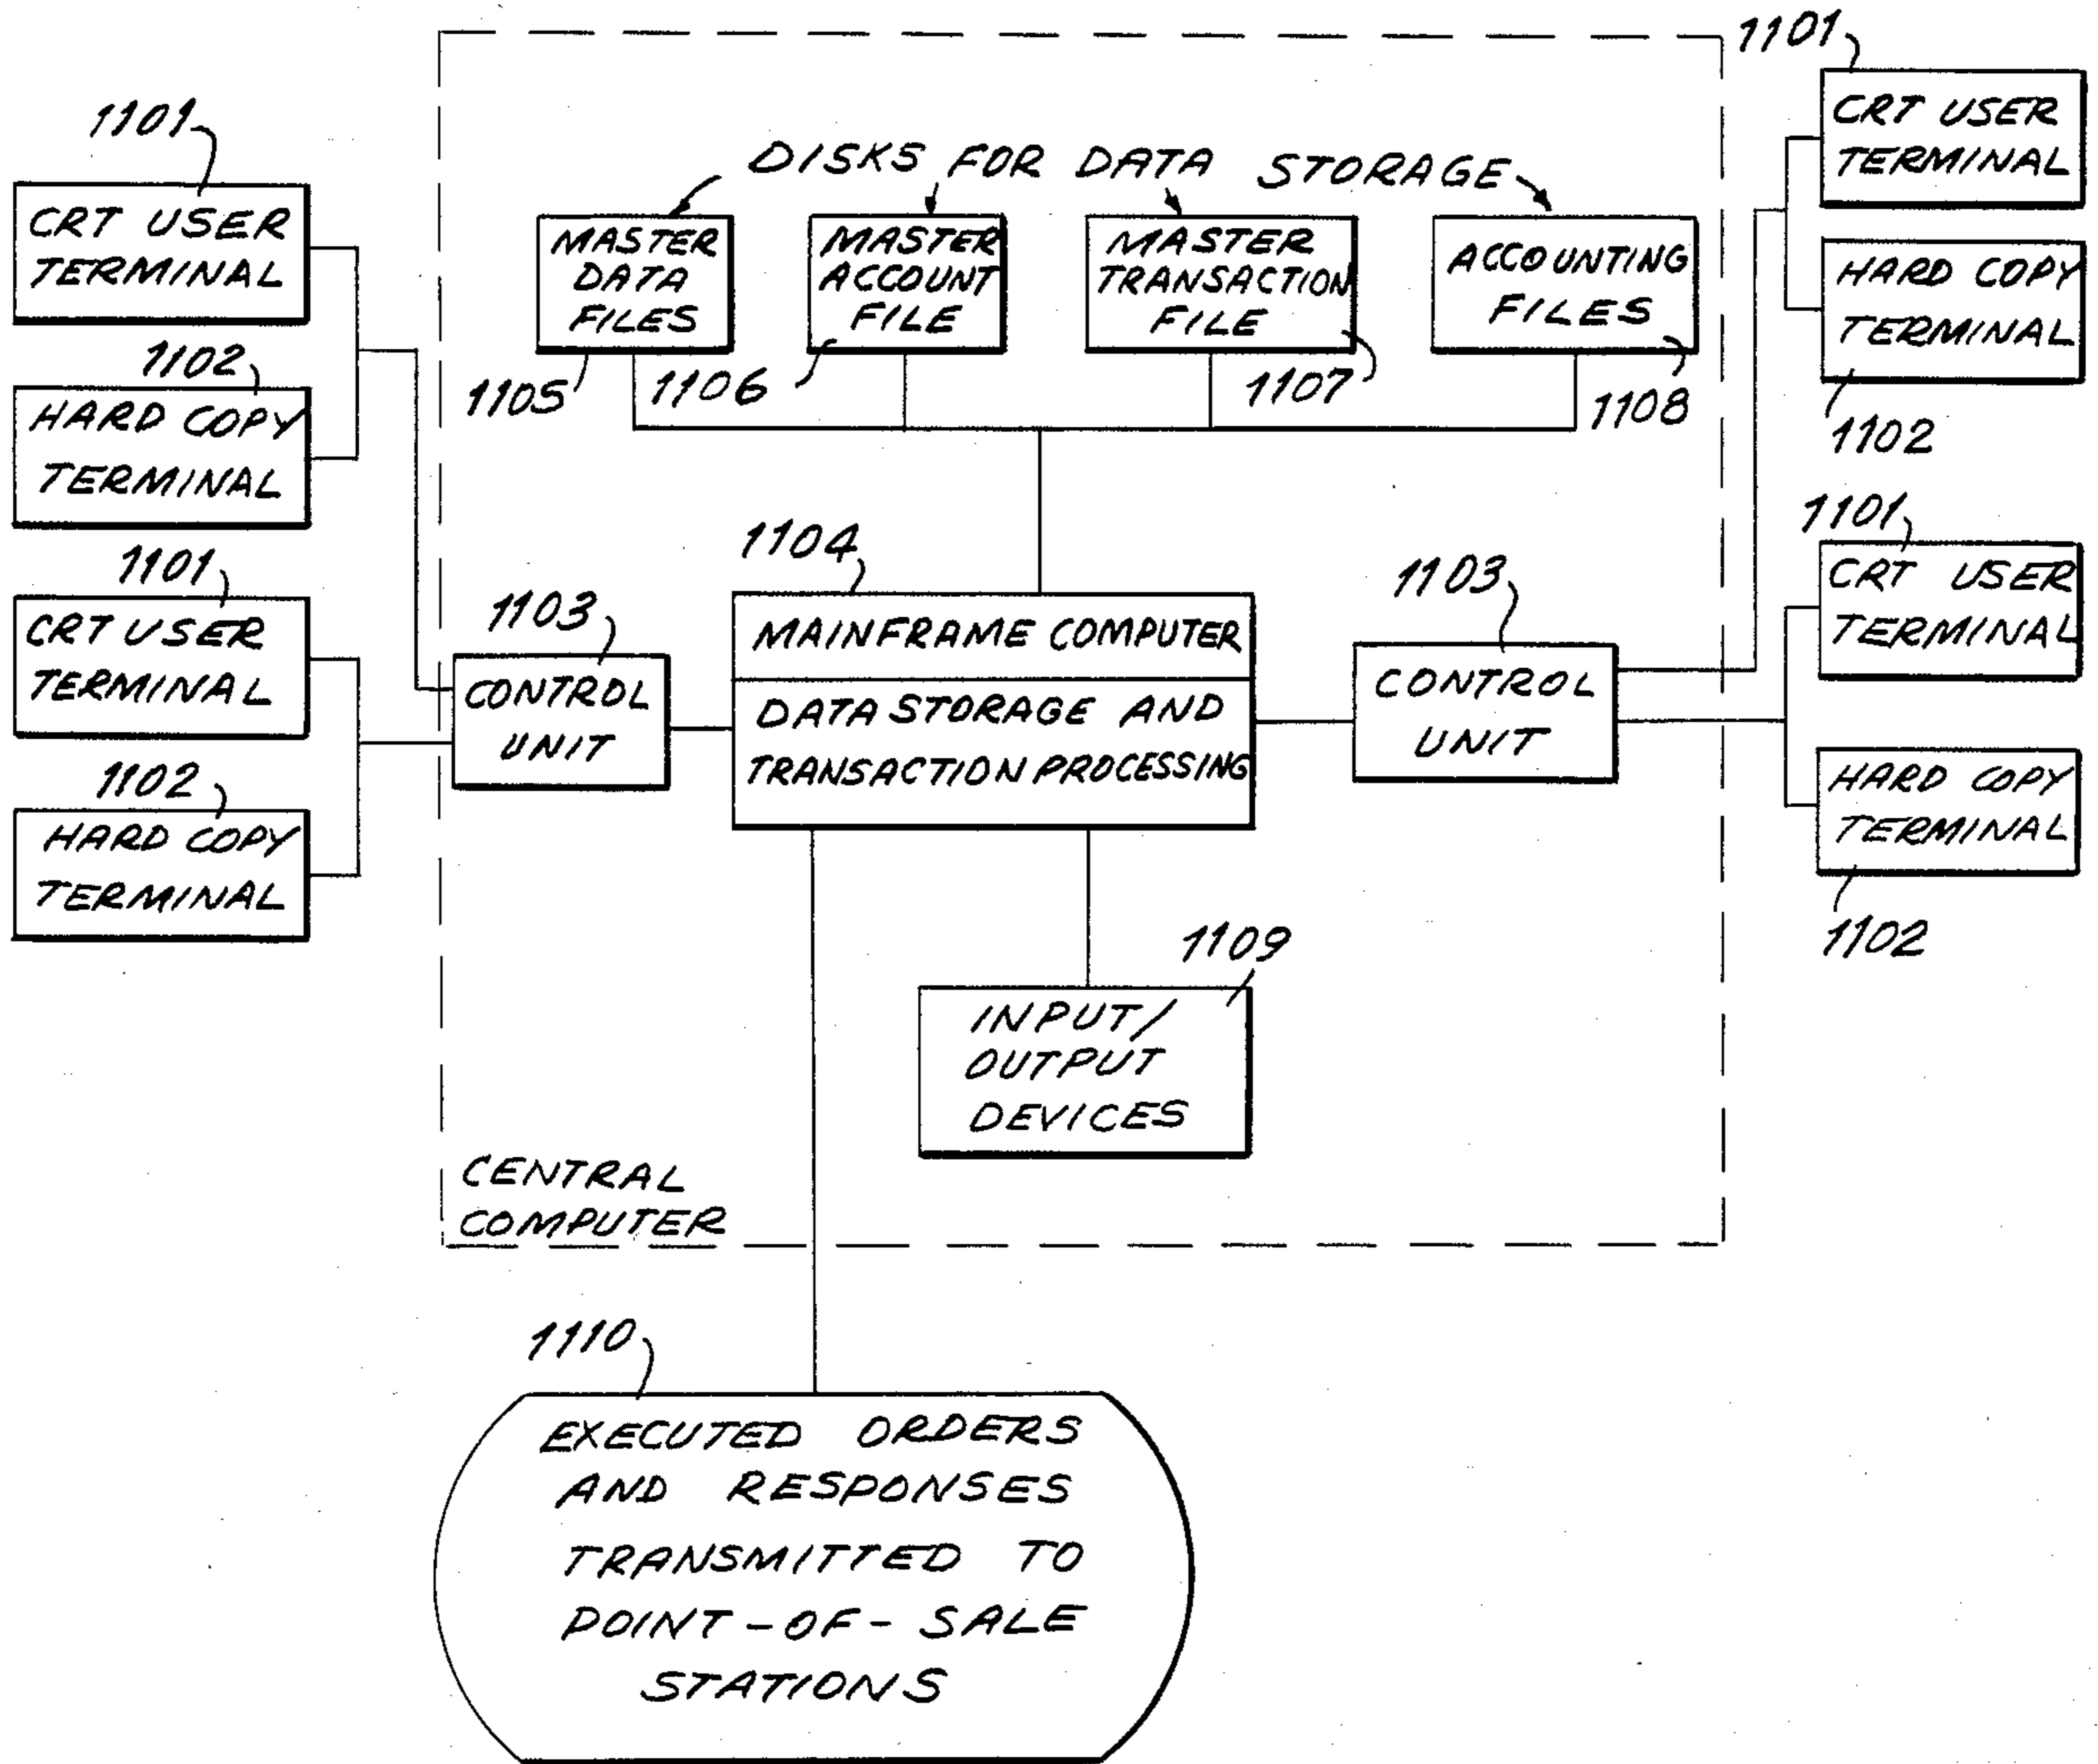 1101
CRT USER
TERMINAL
1102
HARD COPY
TERMINAL
1101
CRT USER
TERMINAL
1102
HARD COPY
TERMINAL
DISKS FOR DATA STORAGE
MASTER
DATA
FILES
1105
MASTER
ACCOUNT
FILE
1106
MASTER
TRANSACTION
FILE
1107
ACCOUNTING
FILES
1108
1103
CONTROL
UNIT
1104
MAINFRAME COMPUTER
DATA STORAGE AND
TRANSACTION PROCESSING
1103
CONTROL
UNIT
1109
INPUT/
OUTPUT
DEVICES
CENTRAL
COMPUTER
1101
CRT USER
TERMINAL
HARD COPY
TERMINAL
1102
1101
CRT USER
TERMINAL
HARD COPY
TERMINAL
1102
1110
EXECUTED ORDERS
AND RESPONSES
TRANSMITTED TO
POINT-OF-SALE
STATIONS